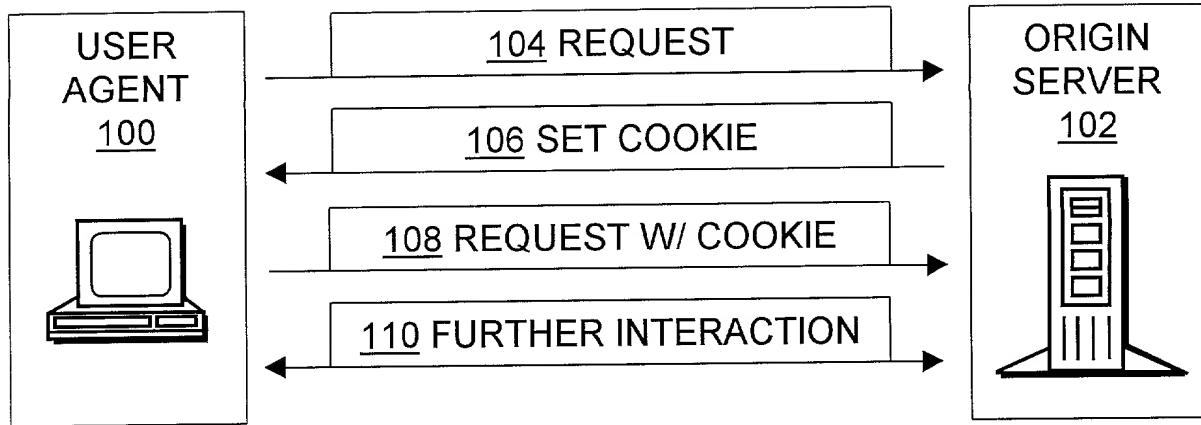 USER
AGENT
100
104 REQUEST
106 SET COOKIE
108 REQUEST W/ COOKIE
110 FURTHER INTERACTION
ORIGIN
SERVER
102